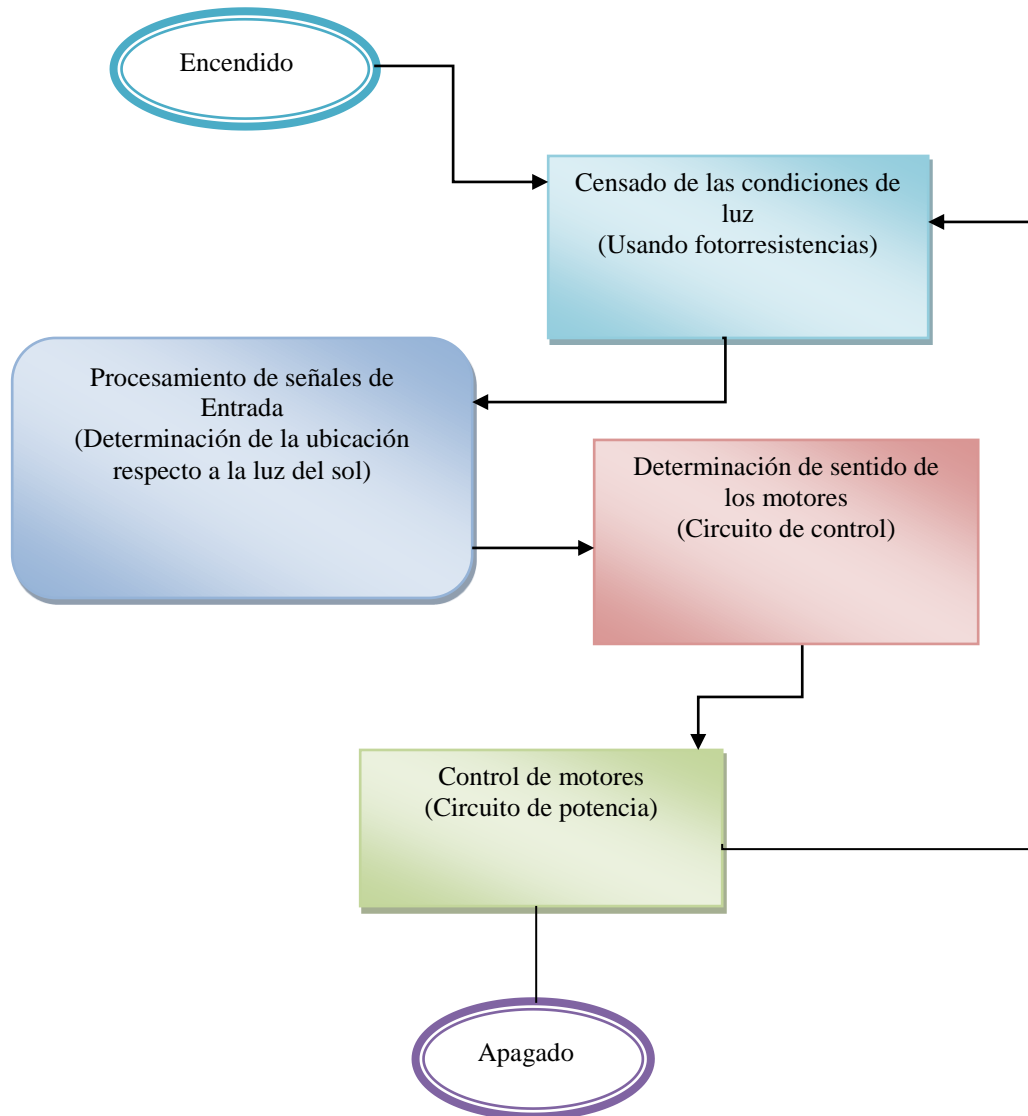 Encendido
Censado de las condiciones de
luz
(Usando fotorresistencias)
Procesamiento de señales de
Entrada
(Determinación de la ubicación
respecto a la luz del sol)
Determinación de sentido de
los motores
(Circuito de control)
Control de motores
(Circuito de potencia)
Apagado